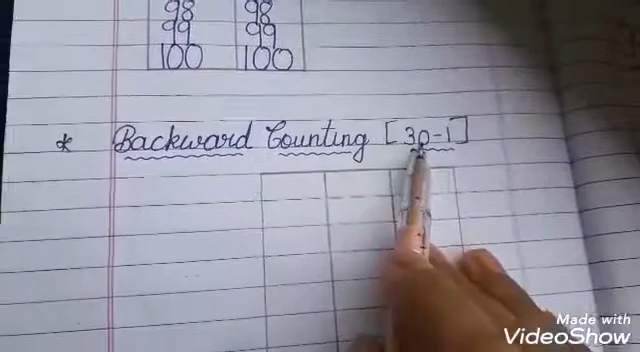 98 98
99 99
100 100
* Backward Counting [30-1]
Made with
VideoShow